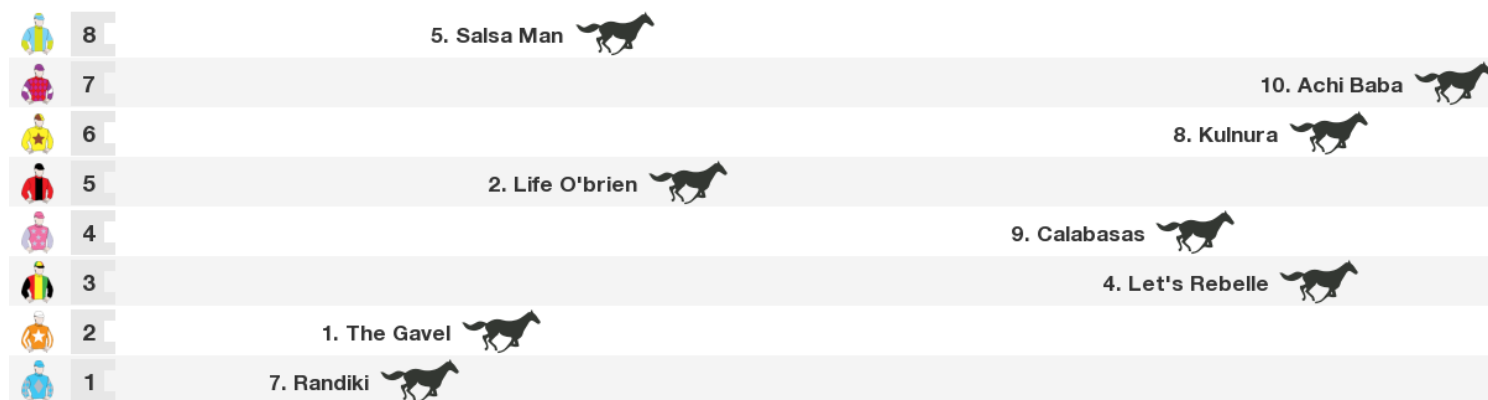 8 5. Salsa Man
7 10. Achi Baba
6 8. Kulnura
5 2. Life O'brien
4 9. Calabasas
3 4. Let's Rebelle
2 1. The Gavel
1 7. Randiki